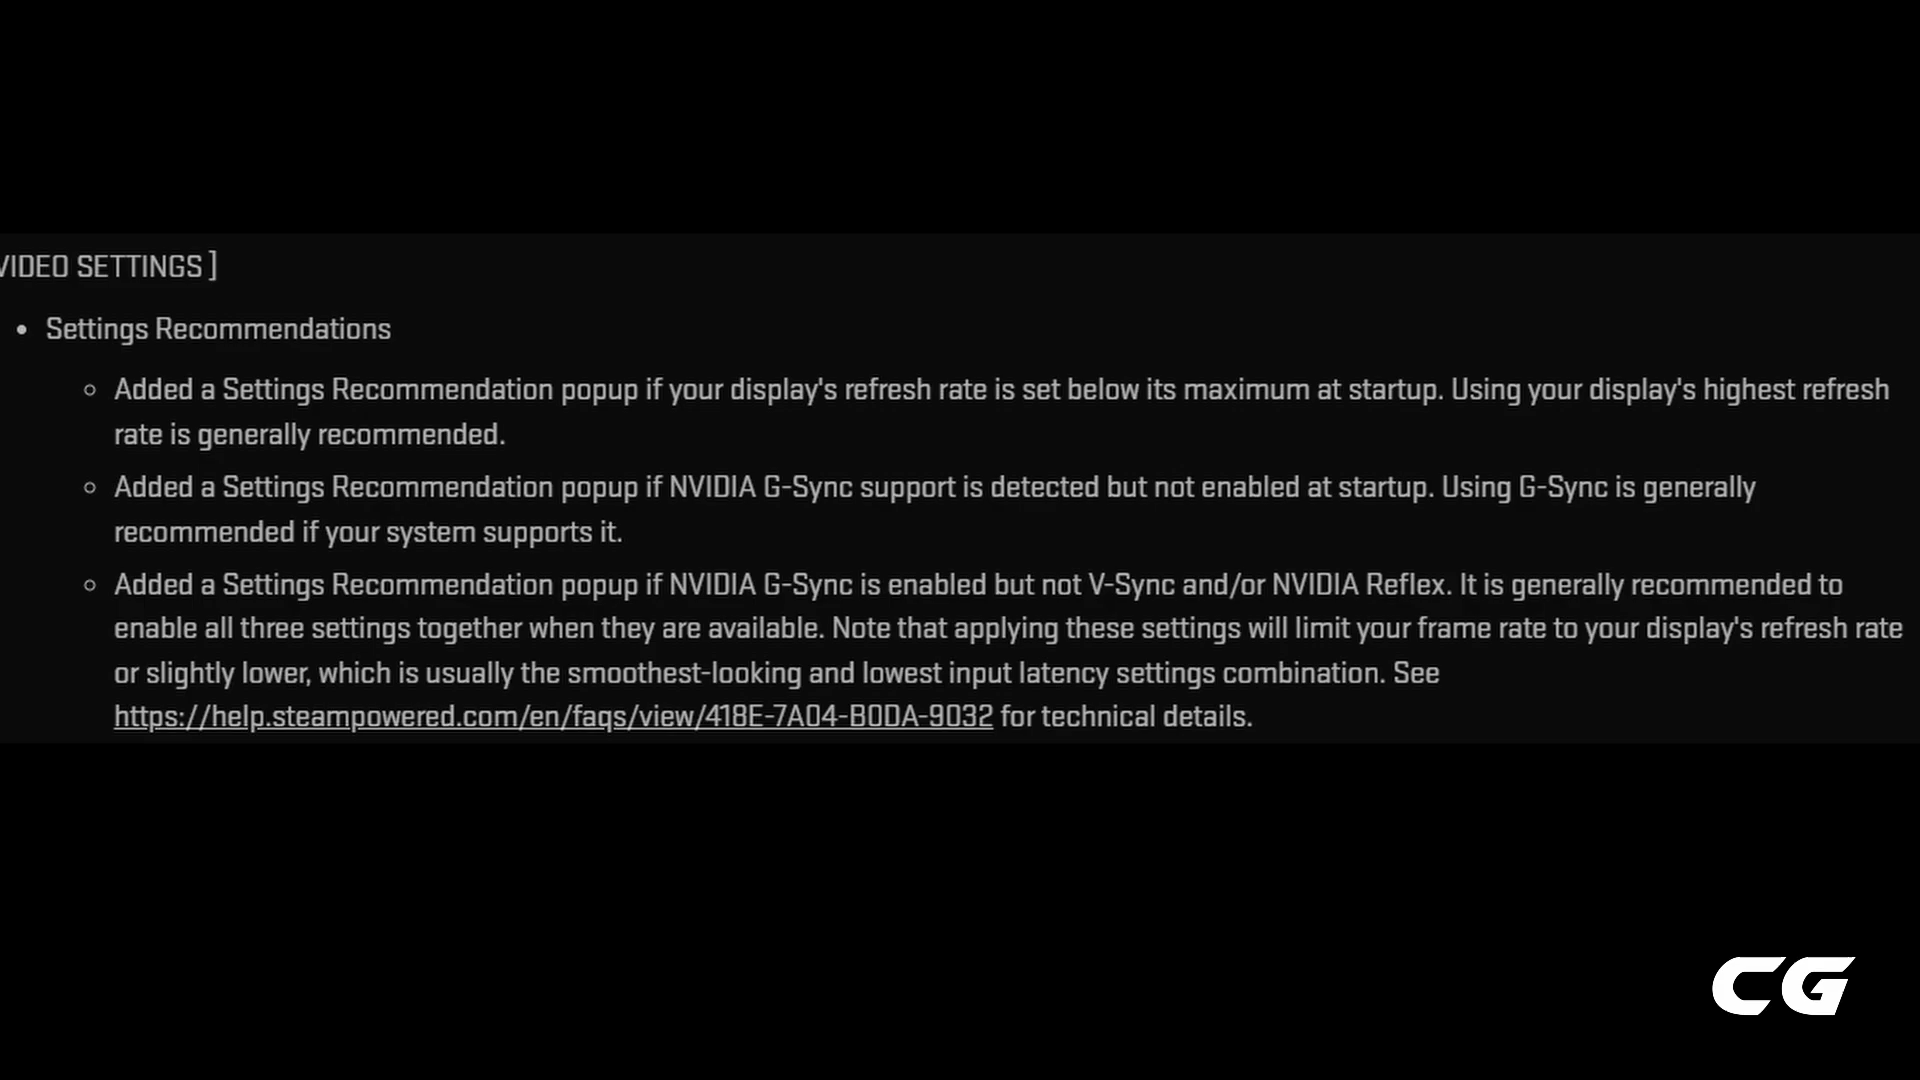 VIDEO SETTINGS ]
• Settings Recommendations
◦ Added a Settings Recommendation popup if your display's refresh rate is set below its maximum at startup. Using your display's highest refresh
rate is generally recommended.
◦ Added a Settings Recommendation popup if NVIDIA G-Sync support is detected but not enabled at startup. Using G-Sync is generally
recommended if your system supports it.
◦ Added a Settings Recommendation popup if NVIDIA G-Sync is enabled but not V-Sync and/or NVIDIA Reflex. It is generally recommended to
enable all three settings together when they are available. Note that applying these settings will limit your frame rate to your display's refresh rate
or slightly lower, which is usually the smoothest-looking and lowest input latency settings combination. See
https://help.steampowered.com/en/faqs/view/418E-7A04-B0DA-9032 for technical details.
CG